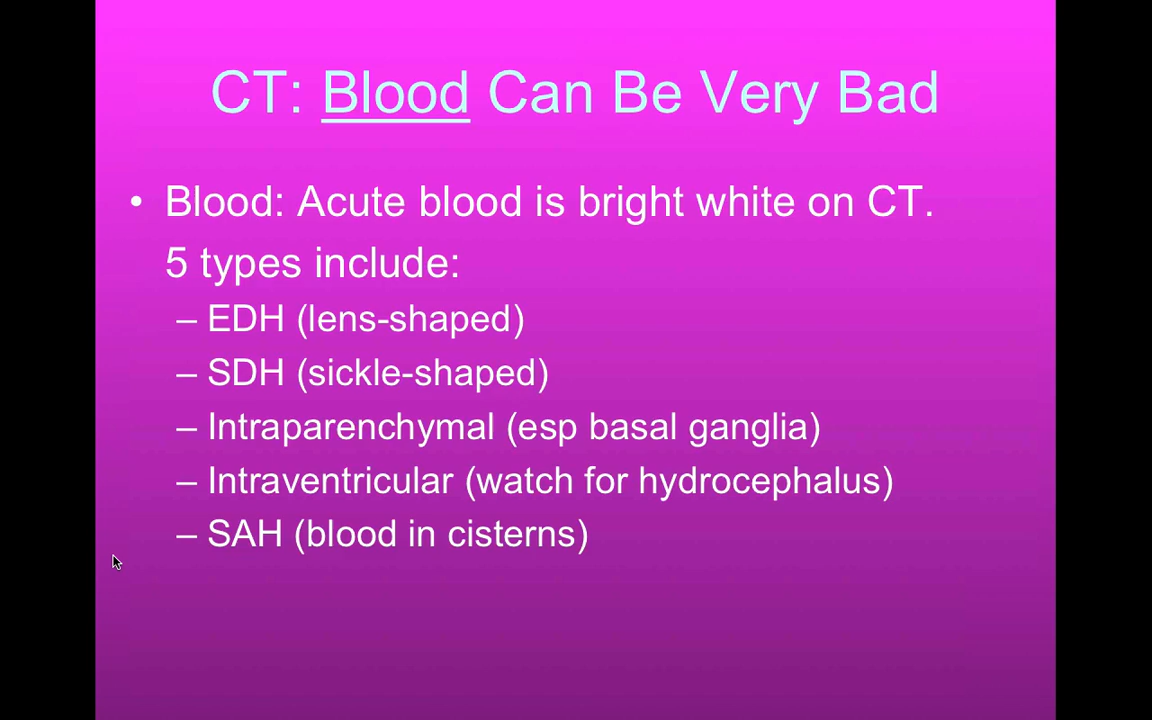 CT: Blood Can Be Very Bad
• Blood: Acute blood is bright white on CT.
5 types include:
– EDH (lens-shaped)
– SDH (sickle-shaped)
– Intraparenchymal (esp basal ganglia)
– Intraventricular (watch for hydrocephalus)
– SAH (blood in cisterns)